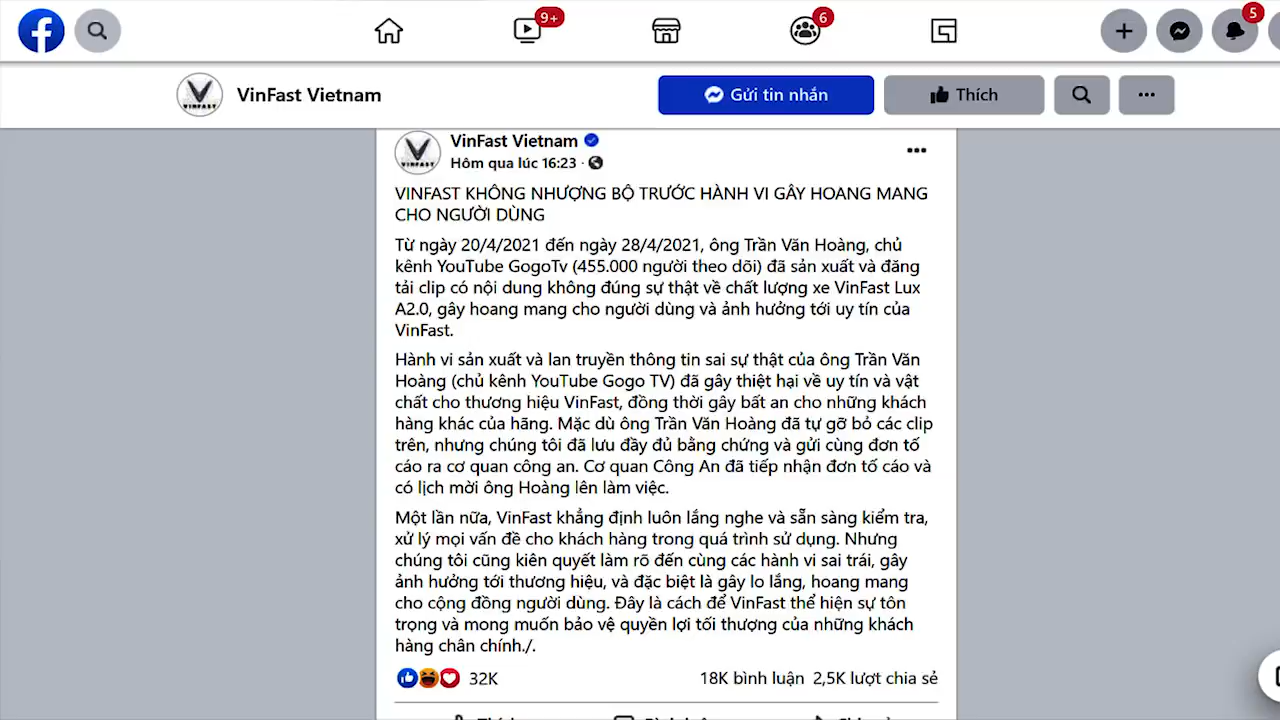 9+
6
5
VINFAST
VinFast Vietnam
Gửi tin nhắn
Thích
VINFAST
VinFast Vietnam
Hôm qua lúc 16:23 ·
VINFAST KHÔNG NHƯỢNG BỘ TRƯỚC HÀNH VI GÂY HOANG MANG
CHO NGƯỜI DÙNG
Từ ngày 20/4/2021 đến ngày 28/4/2021, ông Trần Văn Hoàng, chủ
kênh YouTube GogoTv (455.000 người theo dõi) đã sản xuất và đăng
tải clip có nội dung không đúng sự thật về chất lượng xe VinFast Lux
A2.0, gây hoang mang cho người dùng và ảnh hưởng tới uy tín của
VinFast.
Hành vi sản xuất và lan truyền thông tin sai sự thật của ông Trần Văn
Hoàng (chủ kênh YouTube Gogo TV) đã gây thiệt hại về uy tín và vật
chất cho thương hiệu VinFast, đồng thời gây bất an cho những khách
hàng khác của hãng. Mặc dù ông Trần Văn Hoàng đã tự gỡ bỏ các clip
trên, nhưng chúng tôi đã lưu đầy đủ bằng chứng và gửi cùng đơn tố
cáo ra cơ quan công an. Cơ quan Công An đã tiếp nhận đơn tố cáo và
có lịch mời ông Hoàng lên làm việc.
Một lần nữa, VinFast khẳng định luôn lắng nghe và sẵn sàng kiểm tra,
xử lý mọi vấn đề cho khách hàng trong quá trình sử dụng. Nhưng
chúng tôi cũng kiên quyết làm rõ đến cùng các hành vi sai trái, gây
ảnh hưởng tới thương hiệu, và đặc biệt là gây lo lắng, hoang mang
cho cộng đồng người dùng. Đây là cách để VinFast thể hiện sự tôn
trọng và mong muốn bảo vệ quyền lợi tối thượng của những khách
hàng chân chính./.
32K
18K bình luận 2,5K lượt chia sẻ